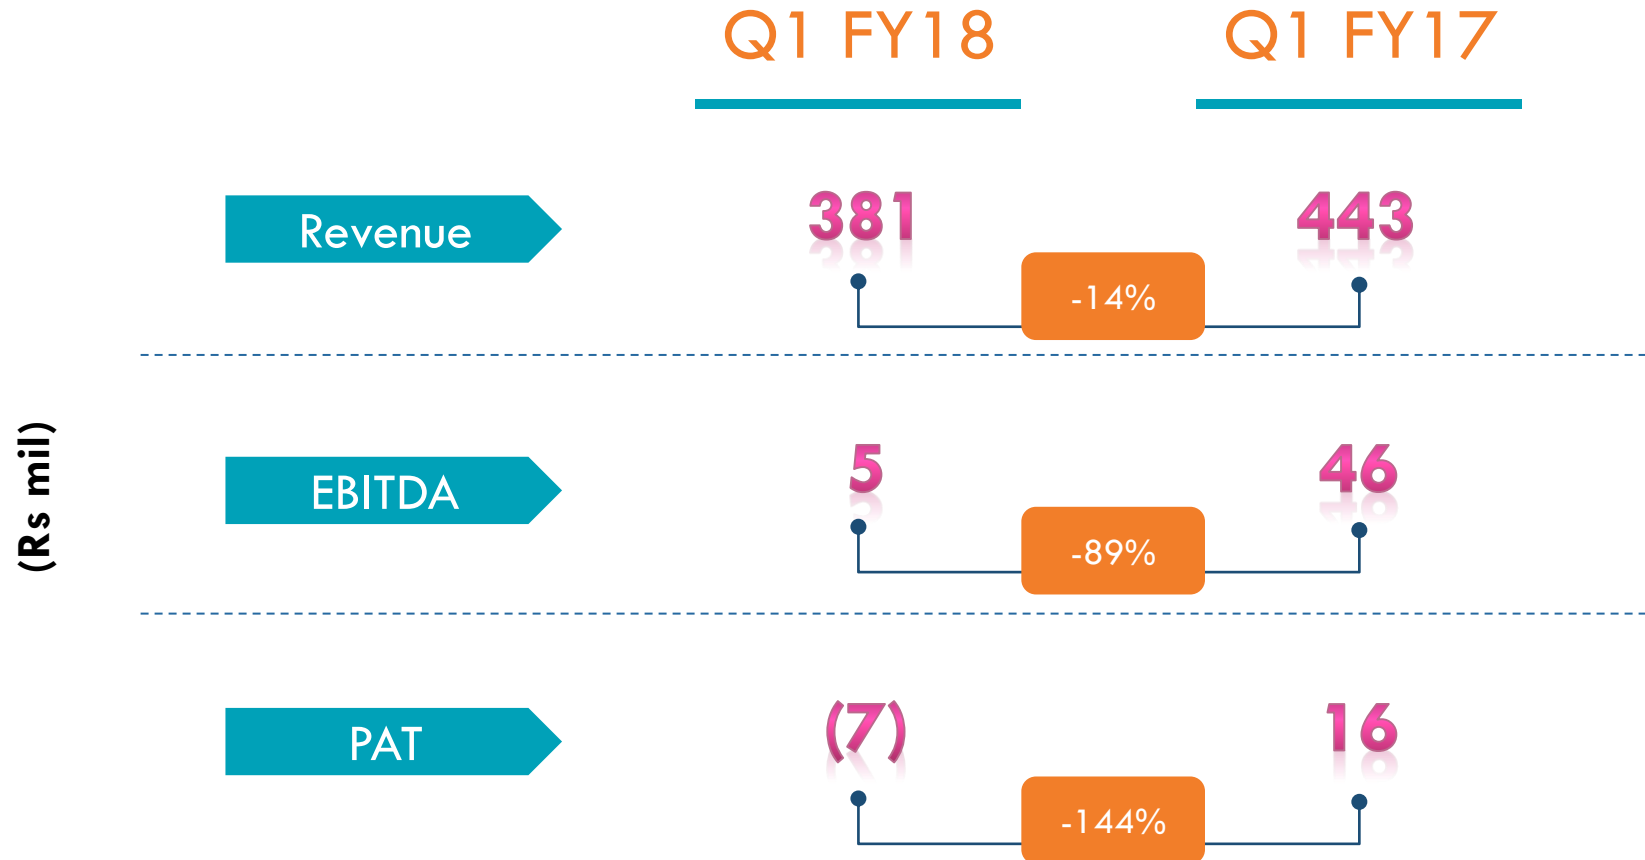 Q1 FY18 Q1 FY17
Revenue 381 443
-14%
(Rs mil)
EBITDA 5 46
-89%
PAT (7) 16
-144%